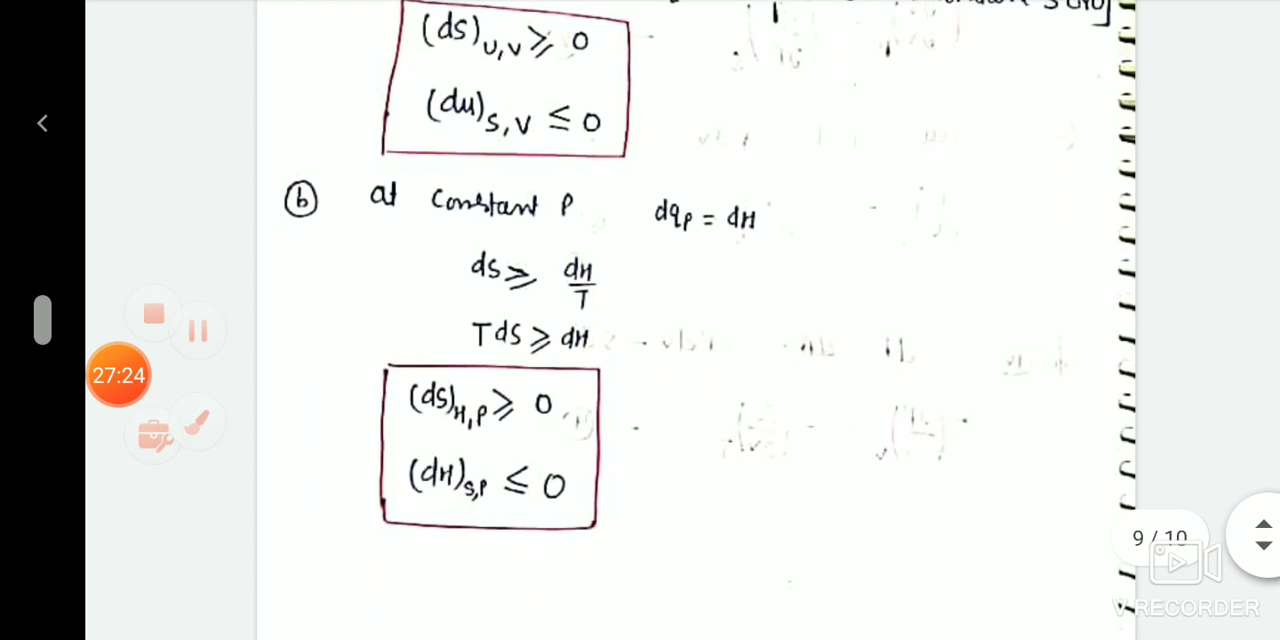 (ds)_{U,V} ≥ 0
(du)_{S,V} ≤ 0
ⓑ at constant P dq_P = dH
ds ≥ dH/T
Tds ≥ dH
27:24
(ds)_{H,P} ≥ 0
(dH)_{S,P} ≤ 0
9 / 10
V RECORDER